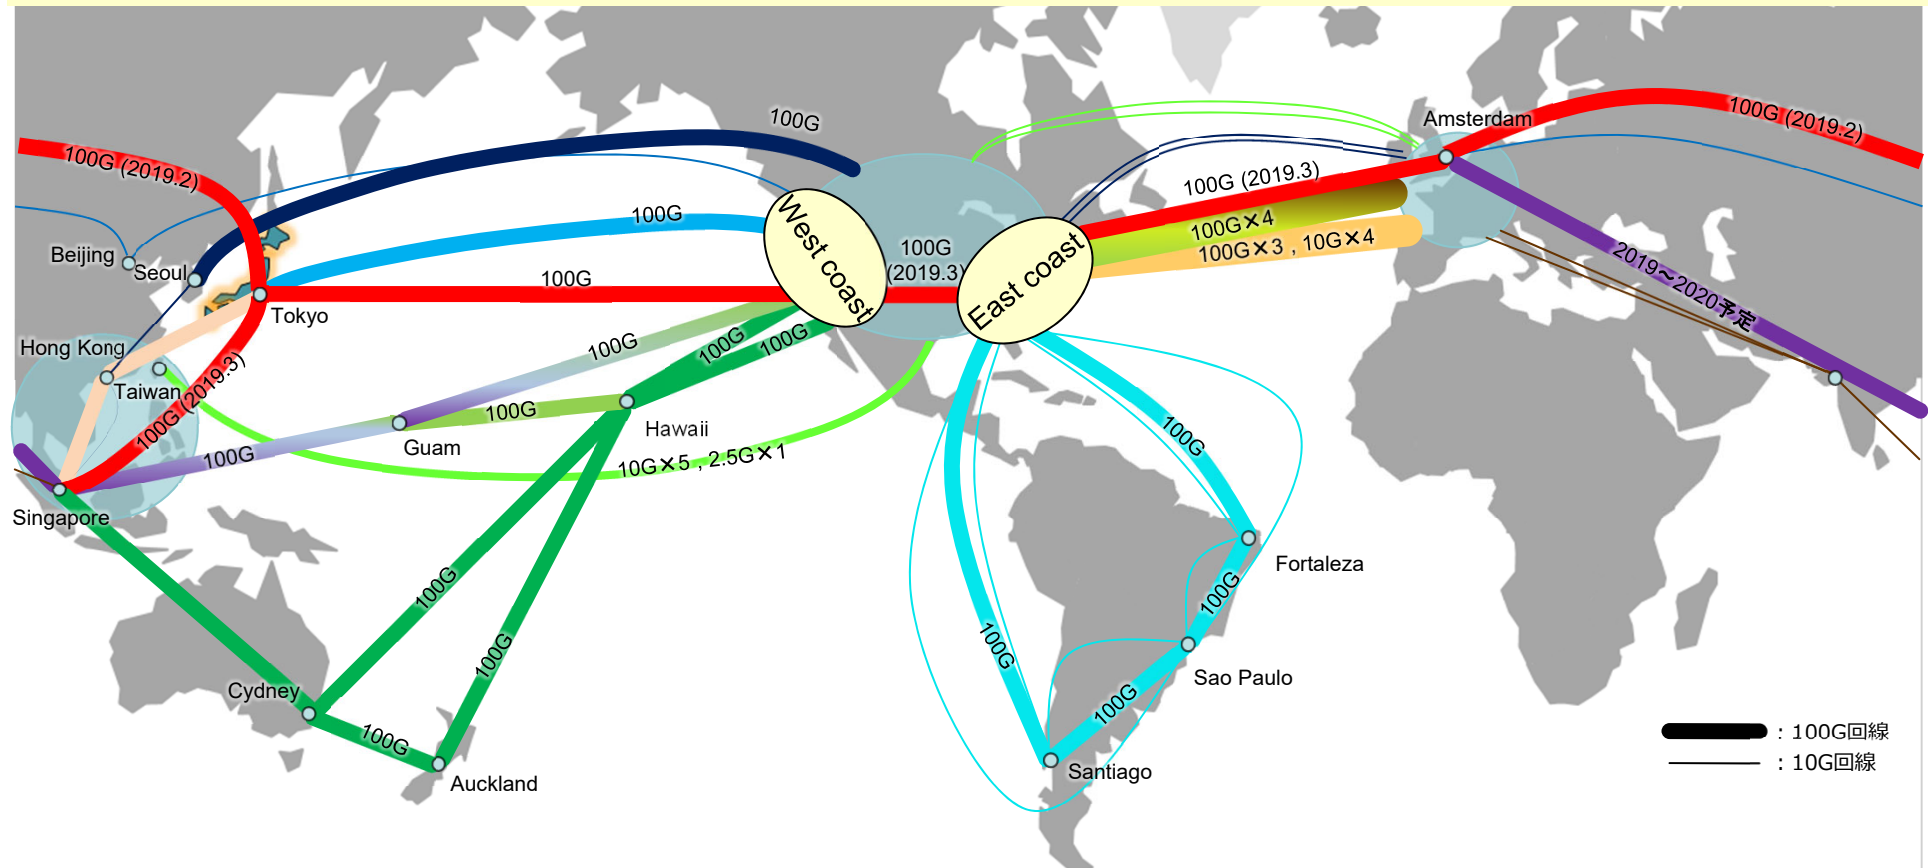 100G
Amsterdam
100G (2019.2)
100G (2019.2)
100G (2019.3)
100G
West coast
100G
(2019.3)
East coast
100G×4
100G×3 , 10G×4
Beijing
Seoul
2019～2020予定
100G
Tokyo
Hong Kong
100G
100G
100G
Taiwan
100G (2019.3)
100G
Guam
Hawaii
100G
100G
10G×5 , 2.5G×1
Singapore
Fortaleza
100G
100G
100G
100G
100G
Sao Paulo
Cydney
100G
100G
Auckland
Santiago
：100G回線
：10G回線